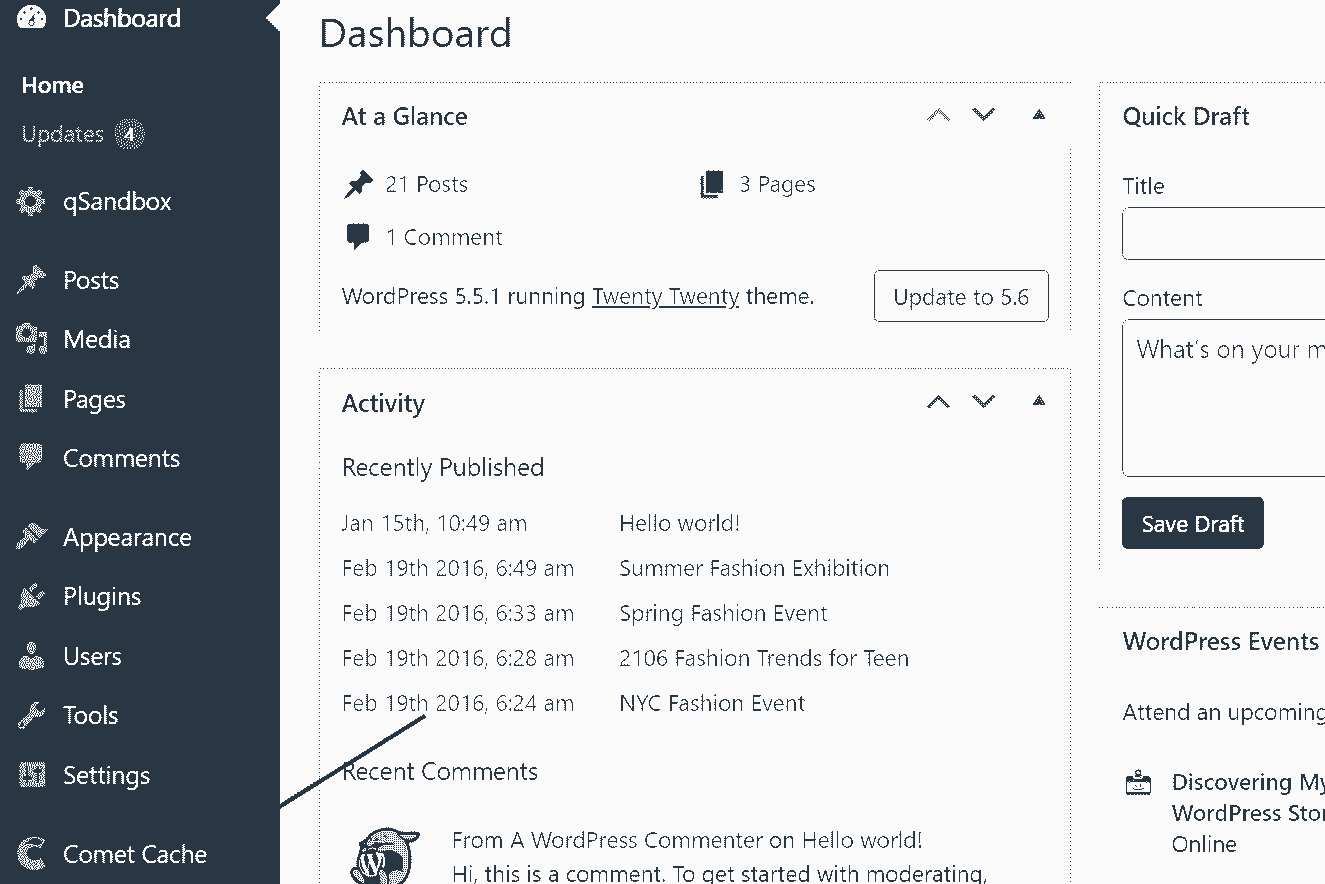 Dashboard
Home
Updates 4
qSandbox
Posts
Media
Pages
Comments
Appearance
Plugins
Users
Tools
Settings
Comet Cache
Dashboard
At a Glance
21 Posts
3 Pages
1 Comment
WordPress 5.5.1 running Twenty Twenty theme.
Update to 5.6
Activity
Recently Published
Jan 15th, 10:49 am Hello world!
Feb 19th 2016, 6:49 am Summer Fashion Exhibition
Feb 19th 2016, 6:33 am Spring Fashion Event
Feb 19th 2016, 6:28 am 2106 Fashion Trends for Teen
Feb 19th 2016, 6:24 am NYC Fashion Event
Recent Comments
From A WordPress Commenter on Hello world!
Hi, this is a comment. To get started with moderating,
Quick Draft
Title
Content
What's on your m
Save Draft
WordPress Events
Attend an upcoming
Discovering My
WordPress Stor
Online